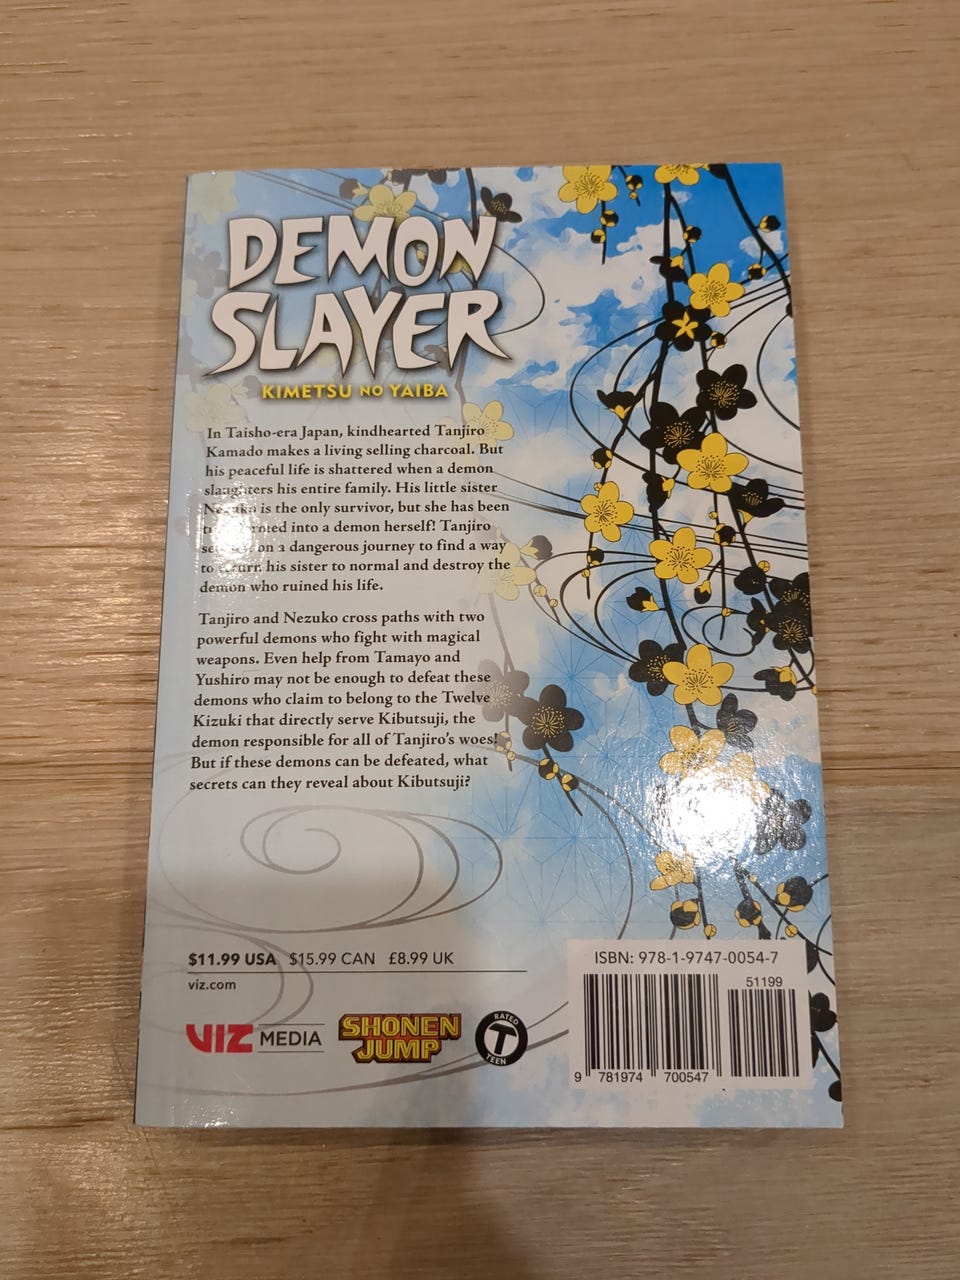 DEMON
SLAYER
KIMETSU NO YAIBA
In Taisho-era Japan, kindhearted Tanjiro
Kamado makes a living selling charcoal. But
his peaceful life is shattered when a demon
slaughters his entire family. His little sister
Nezuko is the only survivor, but she has been
into a demon herself! Tanjiro
on a dangerous journey to find a way
to return his sister to normal and destroy the
demon who ruined his life.
Tanjiro and Nezuko cross paths with two
powerful demons who fight with magical
weapons. Even help from Tamayo and
Yushiro may not be enough to defeat these
demons who claim to belong to the Twelve
Kizuki that directly serve Kibutsuji, the
demon responsible for all of Tanjiro's woes!
But if these demons can be defeated, what
secrets can they reveal about Kibutsuji?
$11.99 USA $15.99 CAN £8.99 UK
viz.com
VIZ MEDIA
SHONEN
JUMP
RATED
T
TEEN
ISBN: 978-1-9747-0054-7
51199
9 781974 700547